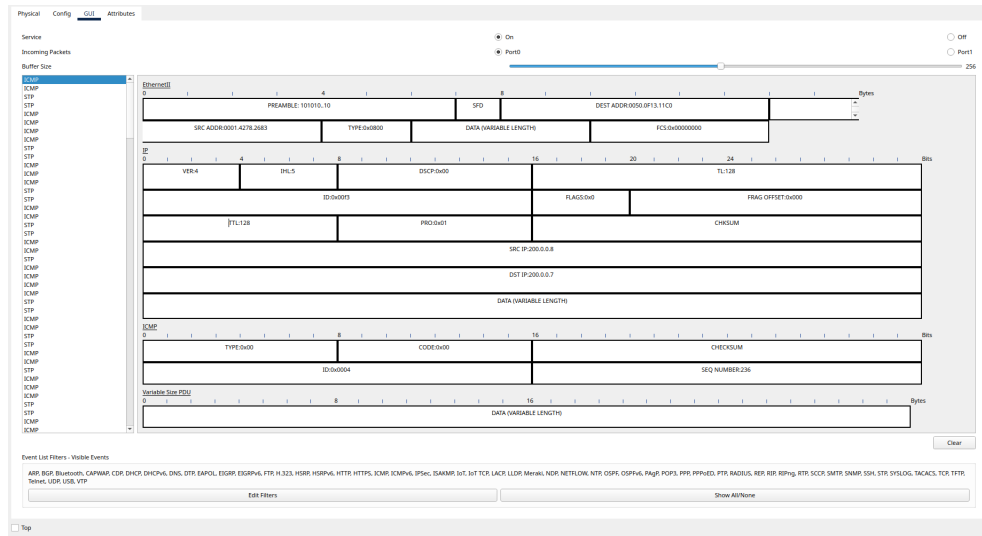 Physical Config GUI Attributes
Service On Off
Incoming Packets Port0 Port1
Buffer Size 256
ICMP
ICMP
STP
STP
ICMP
ICMP
ICMP
ICMP
STP
STP
ICMP
ICMP
ICMP
STP
STP
ICMP
ICMP
STP
STP
ICMP
ICMP
STP
ICMP
ICMP
ICMP
ICMP
STP
STP
ICMP
ICMP
STP
STP
ICMP
ICMP
STP
ICMP
ICMP
ICMP
STP
STP
ICMP
ICMP
EthernetII
0 4 8 Bytes
PREAMBLE: 101010..10 SFD DEST ADDR:0050.0F13.11C0
SRC ADDR:0001.4278.2683 TYPE:0x0800 DATA (VARIABLE LENGTH) FCS:0x00000000
IP
0 4 8 16 20 24 Bits
VER:4 IHL:5 DSCP:0x00 TL:128
ID:0x00f3 FLAGS:0x0 FRAG OFFSET:0x000
TTL:128 PRO:0x01 CHKSUM
SRC IP:200.0.0.8
DST IP:200.0.0.7
DATA (VARIABLE LENGTH)
ICMP
0 8 16 Bits
TYPE:0x00 CODE:0x00 CHECKSUM
ID:0x0004 SEQ NUMBER:236
Variable Size PDU
0 8 16 Bytes
DATA (VARIABLE LENGTH)
Clear
Event List Filters - Visible Events
ARP, BGP, Bluetooth, CAPWAP, CDP, DHCP, DHCPv6, DNS, DTP, EAPOL, EIGRP, EIGRPv6, FTP, H.323, HSRP, HSRPv6, HTTP, HTTPS, ICMP, ICMPv6, IPSec, ISAKMP, IoT, IoT TCP, LACP, LLDP, Meraki, NDP, NETFLOW, NTP, OSPF, OSPFv6, PAgP, POP3, PPP, PPPoED, PTP, RADIUS, REP, RIP, RIPng, RTP, SCCP, SMTP, SNMP, SSH, STP, SYSLOG, TACACS, TCP, TFTP,
Telnet, UDP, USB, VTP
Edit Filters Show All/None
Top